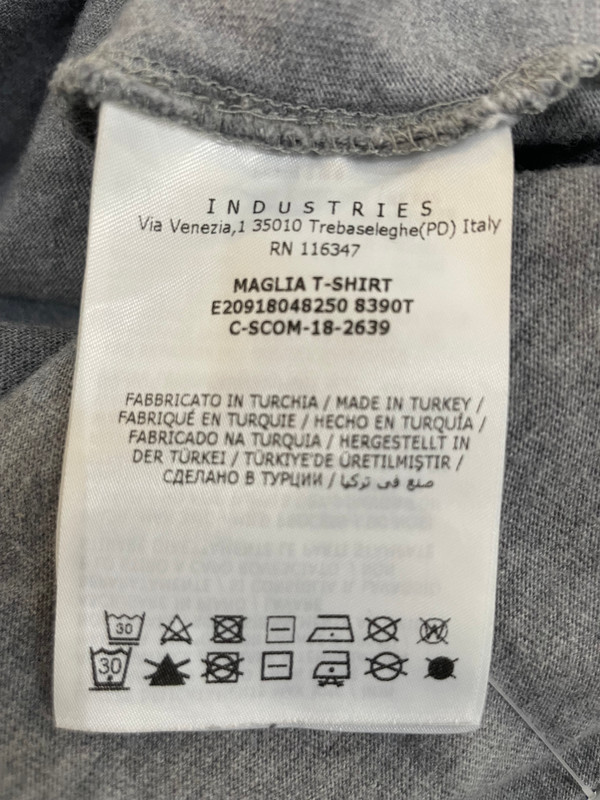 INDUSTRIES
Via Venezia,1 35010 Trebaseleghe(PD) Italy
RN 116347
MAGLIA T-SHIRT
E20918048250 8390T
C-SCOM-18-2639
FABBRICATO IN TURCHIA / MADE IN TURKEY /
FABRIQUÉ EN TURQUIE / HECHO EN TURQUÍA /
FABRICADO NA TURQUIA / HERGESTELLT IN
DER TÜRKEI / TÜRKIYE'DE ÜRETILMIŞTIR /
СДЕЛАНО В ТУРЦИИ / صنع في تركيا
30
W
30